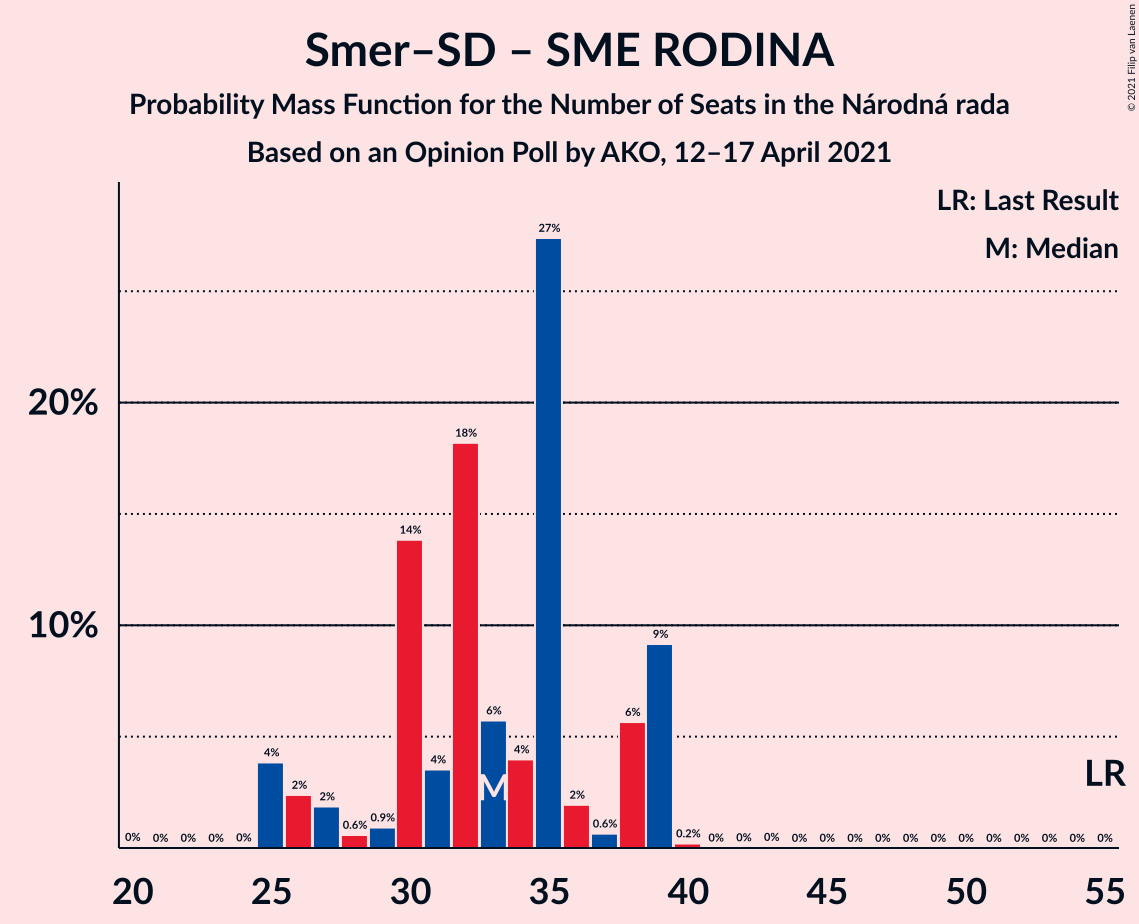 Smer–SD – SME RODINA
Probability Mass Function for the Number of Seats in the Národná rada
Based on an Opinion Poll by AKO, 12–17 April 2021
© 2021 Filip van Laenen
LR: Last Result
M: Median
20%
10%
0% 0% 0% 0% 0% 4% 2% 2% 0.6% 0.9% 14% 4% 18% 6% 4% 27% 2% 0.6% 6% 9% 0.2% 0% 0% 0% 0% 0% 0% 0% 0% 0% 0% 0% 0% 0% 0% 0%
M
LR
20 25 30 35 40 45 50 55